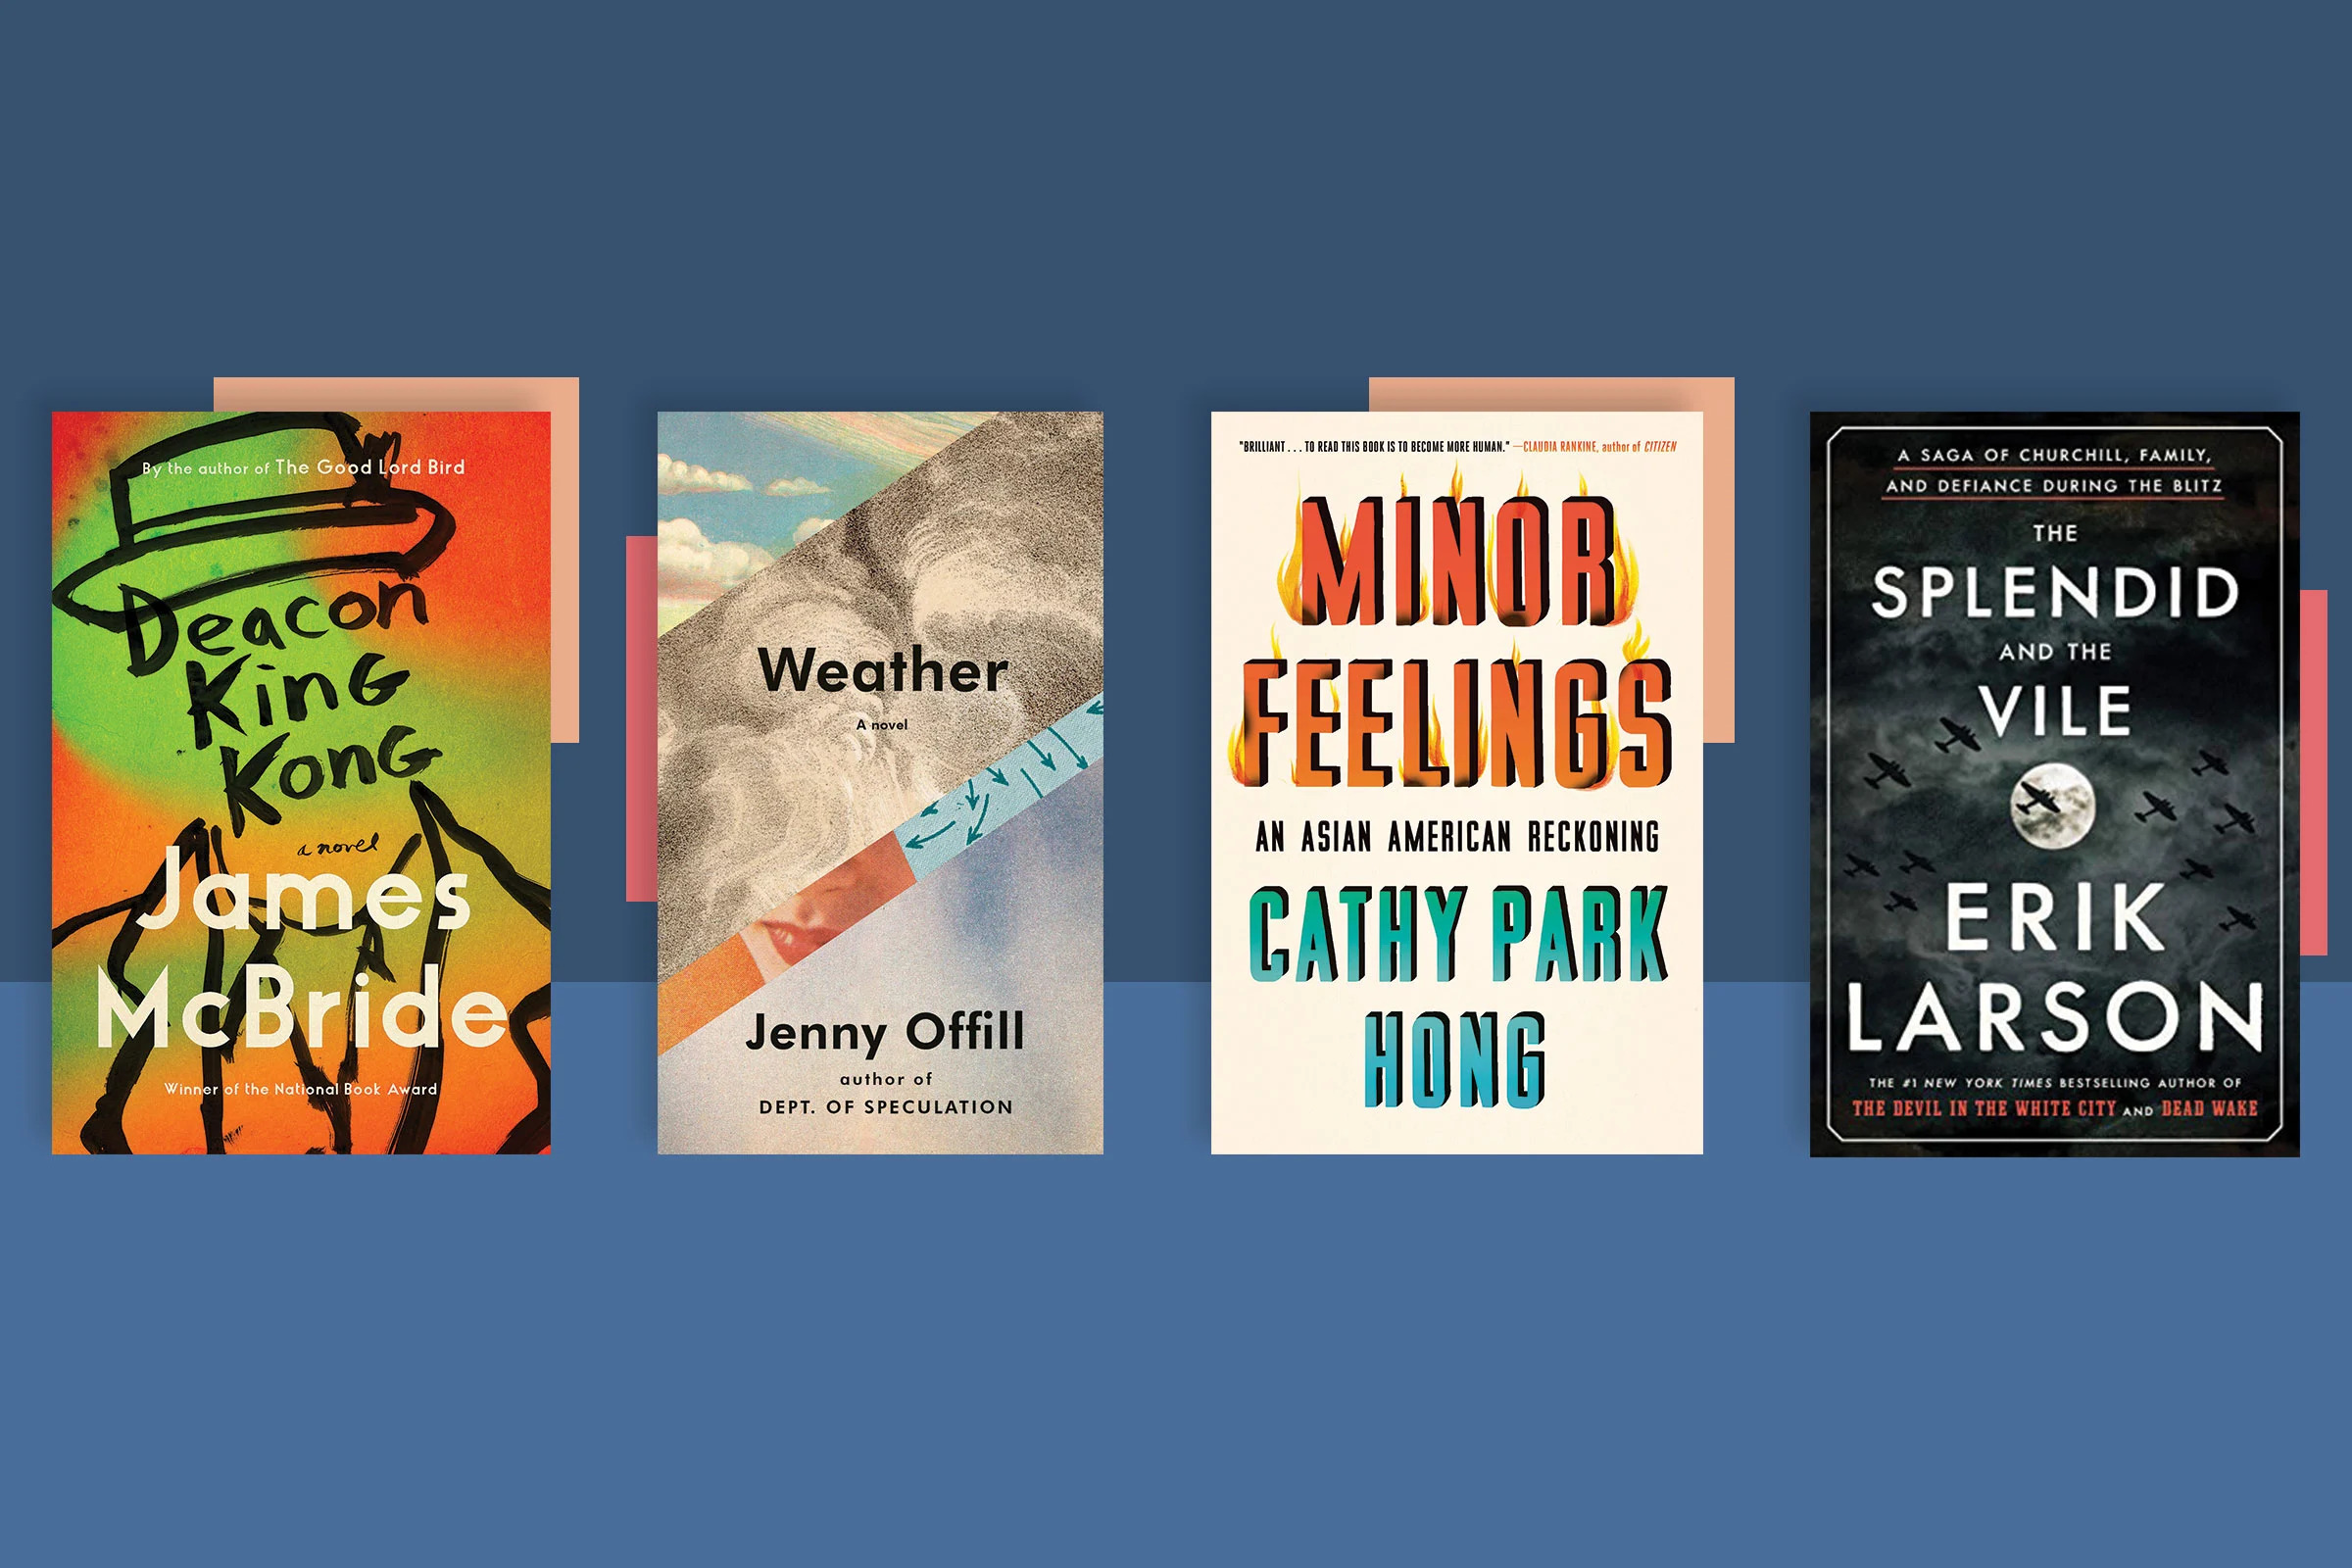 By the author of The Good Lord Bird
Deacon
King
Kong
a novel
James
McBride
Winner of the National Book Award
Weather
A novel
Jenny Offill
author of
DEPT. OF SPECULATION
"BRILLIANT . . . TO READ THIS BOOK IS TO BECOME MORE HUMAN." —CLAUDIA RANKINE, author of CITIZEN
MINOR
FEELINGS
AN ASIAN AMERICAN RECKONING
CATHY PARK
HONG
A SAGA OF CHURCHILL, FAMILY,
AND DEFIANCE DURING THE BLITZ
THE
SPLENDID
AND THE
VILE
ERIK
LARSON
THE #1 NEW YORK TIMES BESTSELLING AUTHOR OF
THE DEVIL IN THE WHITE CITY AND DEAD WAKE